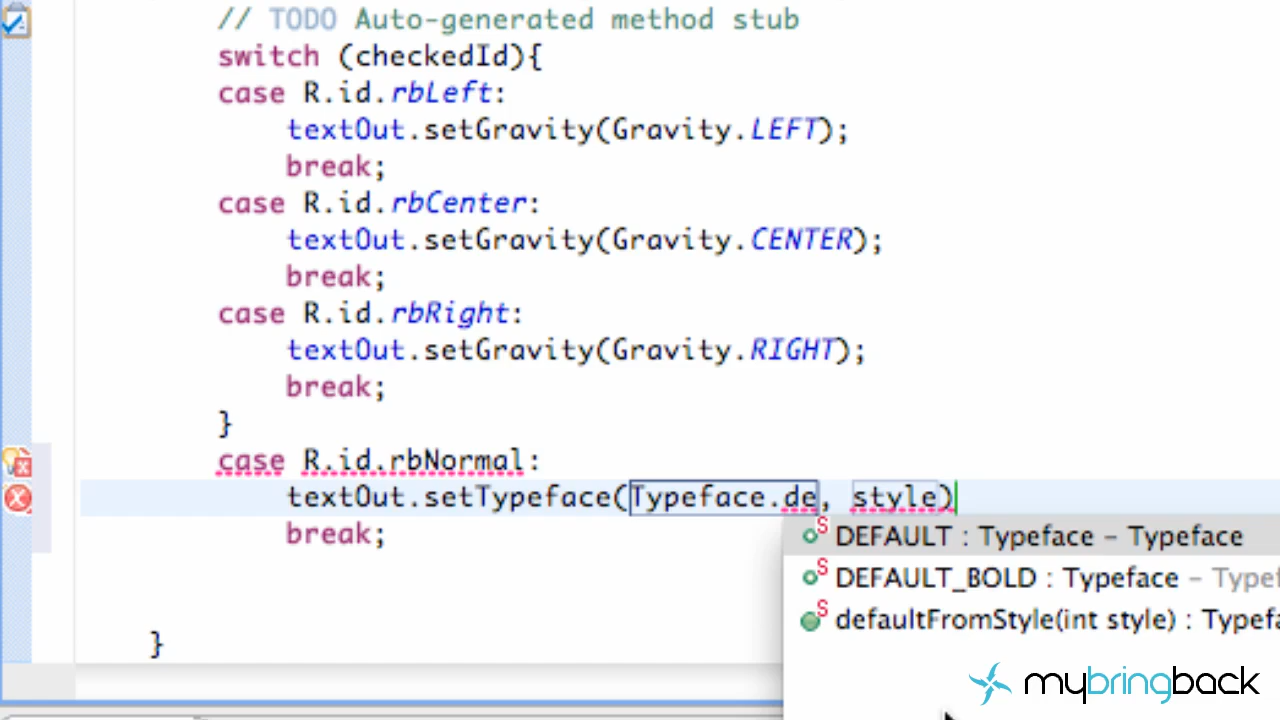 // TODO Auto-generated method stub
switch (checkedId){
case R.id.rbLeft:
textOut.setGravity(Gravity.LEFT);
break;
case R.id.rbCenter:
textOut.setGravity(Gravity.CENTER);
break;
case R.id.rbRight:
textOut.setGravity(Gravity.RIGHT);
break;
}
case R.id.rbNormal:
textOut.setTypeface(Typeface.de, style)
break;
DEFAULT : Typeface – Typeface
DEFAULT_BOLD : Typeface – Typef
defaultFromStyle(int style) : Typefa
}
mybringback